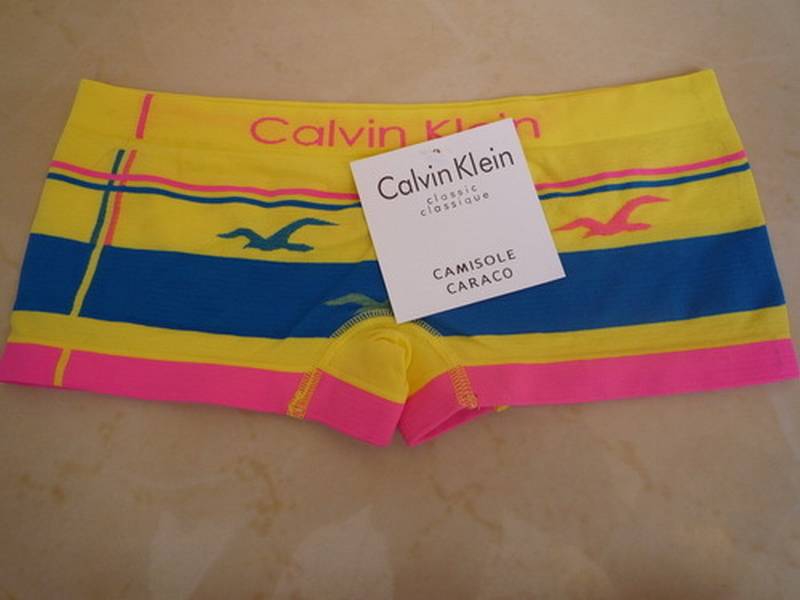 Calvin Klein
Calvin Klein
classic
classique
CAMISOLE
CARACO